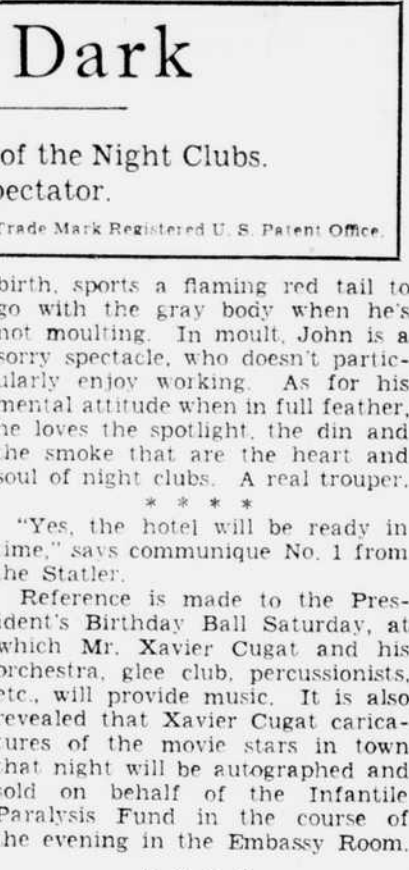 Dark
of the Night Clubs.
pectator.
Trade Mark Registered U. S. Patent Office.
birth, sports a flaming red tail to
go with the gray body when he's
not moulting. In moult, John is a
sorry spectacle, who doesn't partic-
ularly enjoy working. As for his
mental attitude when in full feather,
he loves the spotlight, the din and
the smoke that are the heart and
soul of night clubs. A real trouper.
* * * *
"Yes, the hotel will be ready in
time," says communique No. 1 from
the Statler.
Reference is made to the Pres-
ident's Birthday Ball Saturday, at
which Mr. Xavier Cugat and his
orchestra, glee club, percussionists,
etc., will provide music. It is also
revealed that Xavier Cugat carica-
tures of the movie stars in town
that night will be autographed and
sold on behalf of the Infantile
Paralysis Fund in the course of
the evening in the Embassy Room.